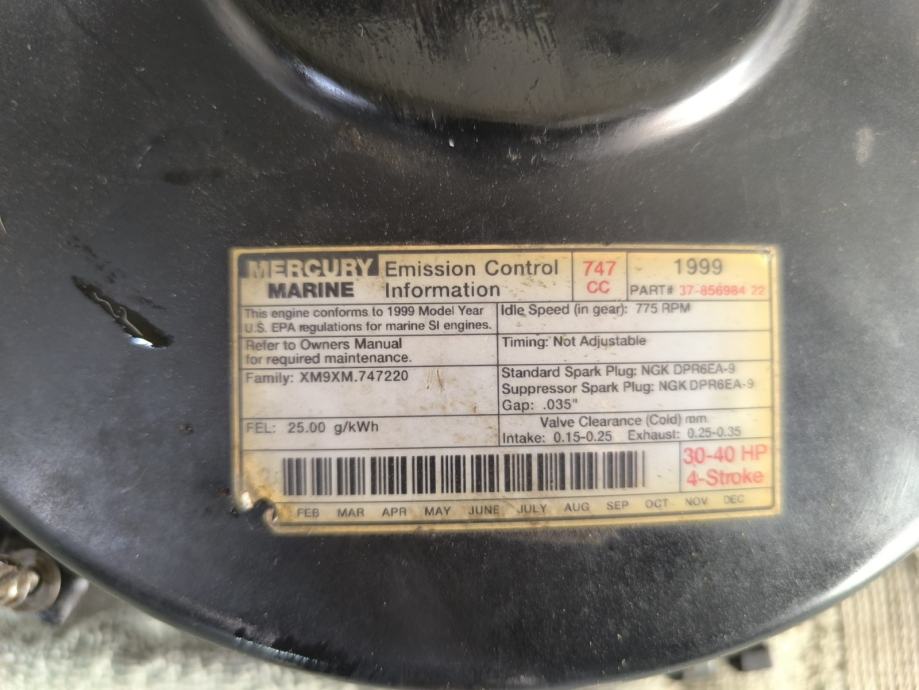 MERCURY MARINE
Emission Control Information
747 CC
1999
PART# 37-856984 22
This engine conforms to 1999 Model Year
U.S. EPA regulations for marine SI engines.
Idle Speed (in gear): 775 RPM
Refer to Owners Manual
for required maintenance.
Timing: Not Adjustable
Family: XM9XM.747220
Standard Spark Plug: NGK DPR6EA-9
Suppressor Spark Plug: NGK DPR6EA-9
Gap: .035"
FEL: 25.00 g/kWh
Valve Clearance (Cold) mm
Intake: 0.15-0.25 Exhaust: 0.25-0.35
30-40 HP
4-Stroke
FEB MAR APR MAY JUNE JULY AUG SEP OCT NOV DEC